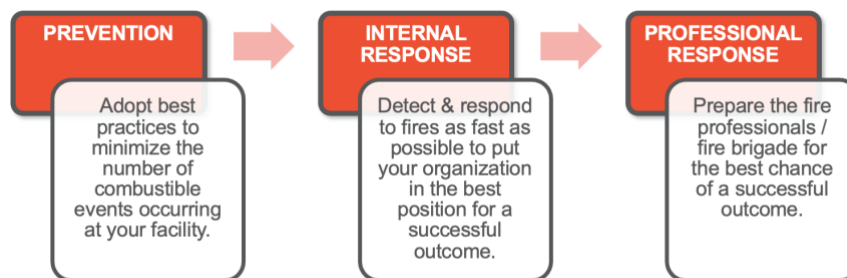 PREVENTION
Adopt best
practices to
minimize the
number of
combustible
events occurring
at your facility.
INTERNAL
RESPONSE
Detect & respond
to fires as fast as
possible to put
your organization
in the best
position for a
successful
outcome.
PROFESSIONAL
RESPONSE
Prepare the fire
professionals /
fire brigade for
the best chance
of a successful
outcome.